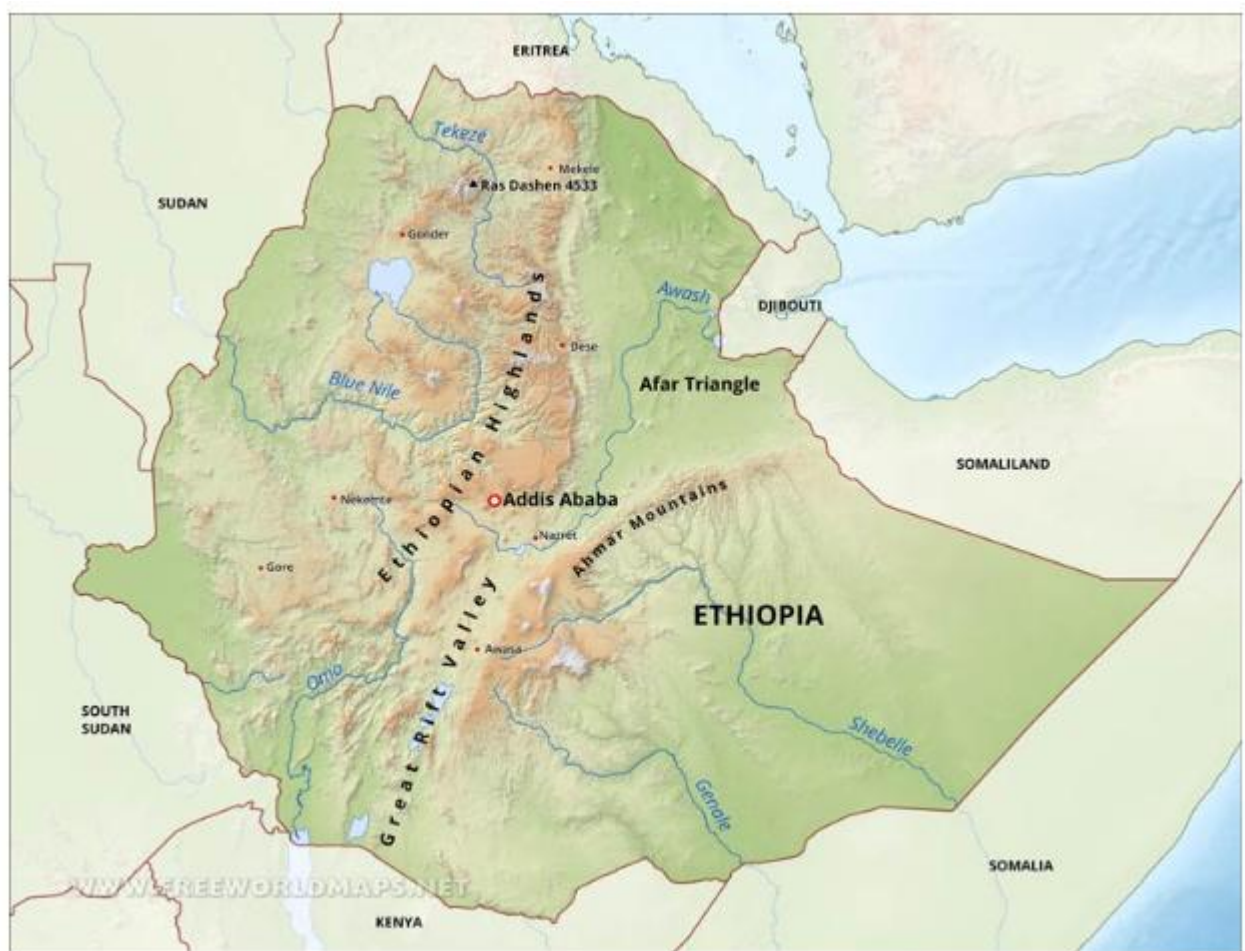 ERITREA
Tekeze
Mekele
Ras Dashen 4533
SUDAN
Gonder
Awash
DJIBOUTI
Dese
Afar Triangle
Blue Nile
Ethiopian Highlands
SOMALILAND
Addis Ababa
Nekemte
Ahmar Mountains
Nazret
Gore
Great Rift Valley
ETHIOPIA
Awasa
Omo
SOUTH
SUDAN
Shebelle
Genale
SOMALIA
WWW.FREEWORLDMAPS.NET
KENYA